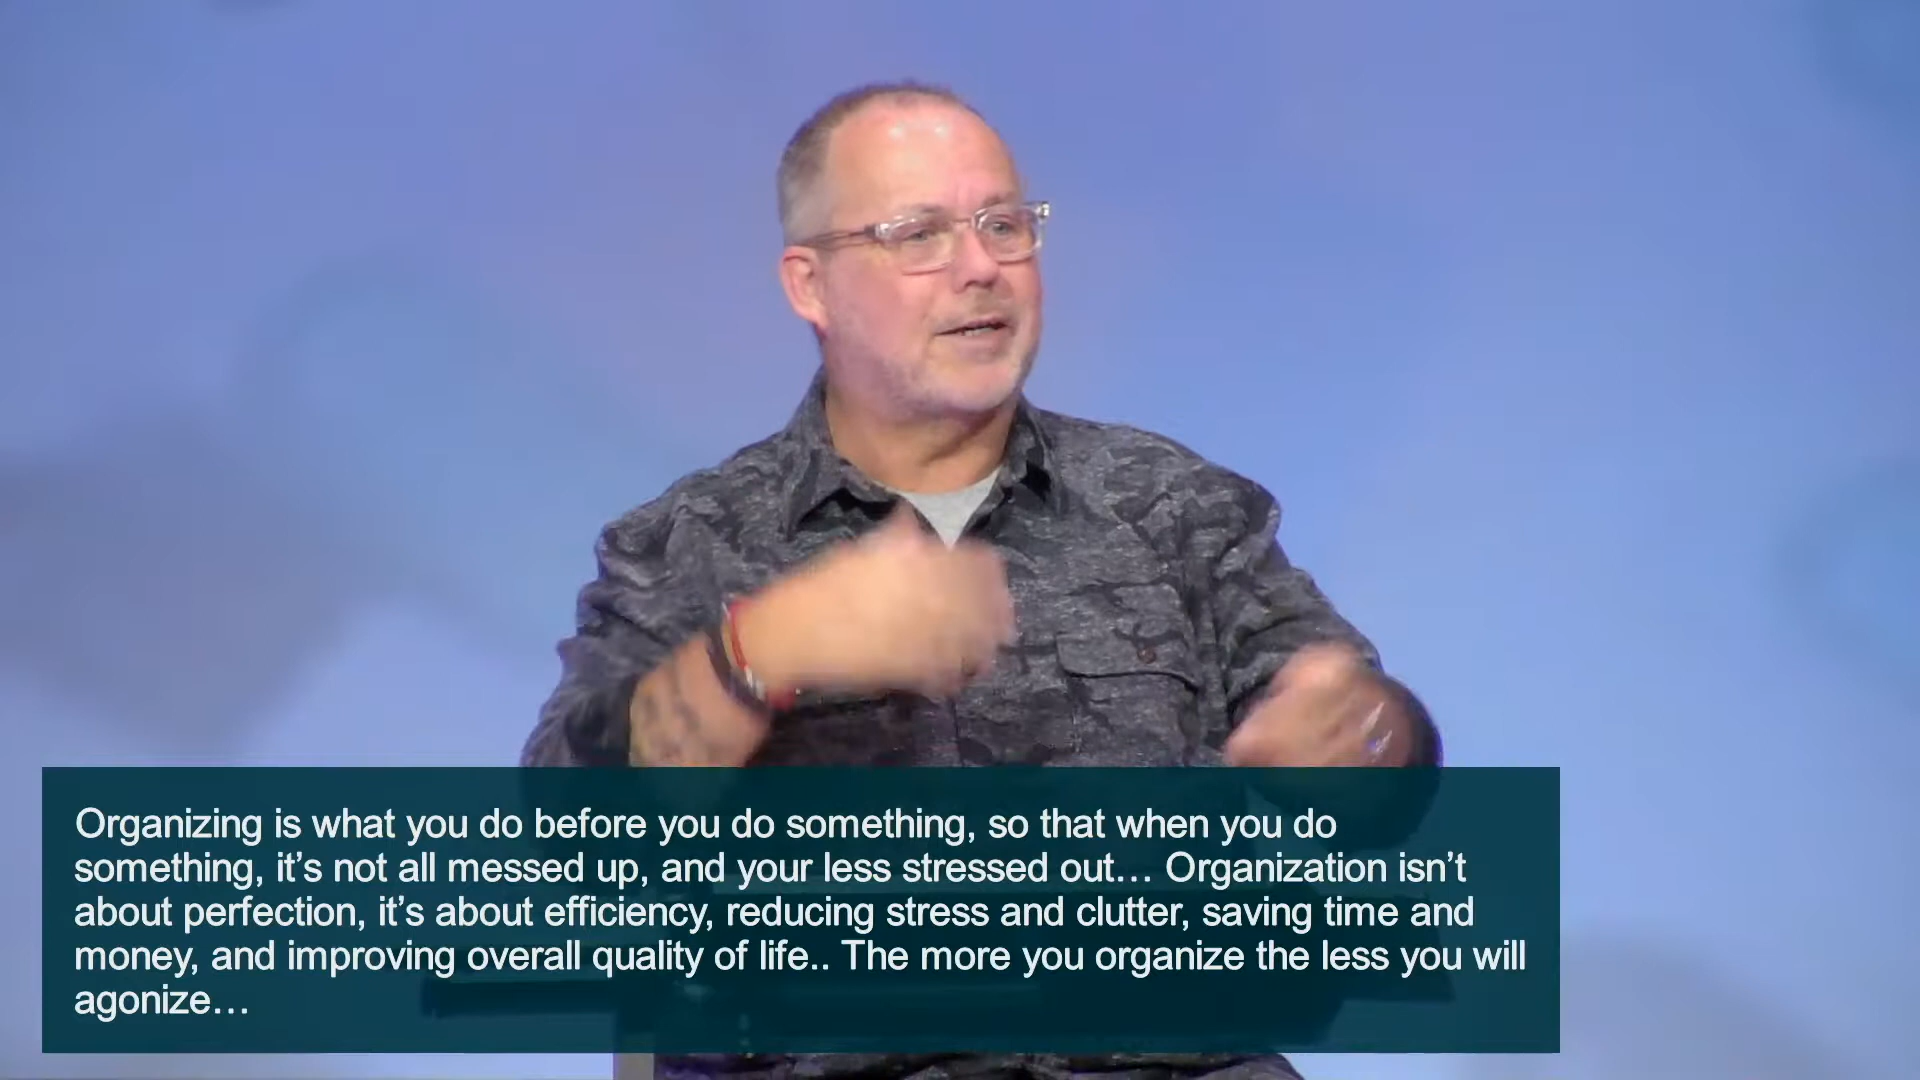 Organizing is what you do before you do something, so that when you do
something, it’s not all messed up, and your less stressed out… Organization isn’t
about perfection, it’s about efficiency, reducing stress and clutter, saving time and
money, and improving overall quality of life.. The more you organize the less you will
agonize…